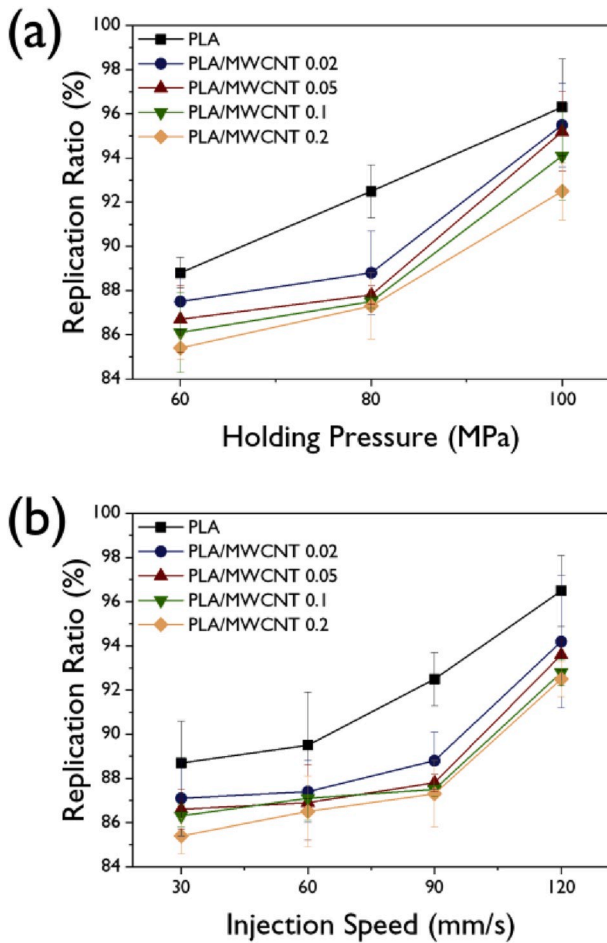 (a)
100
98
96
94
92
90
88
86
84
Replication Ratio (%)
PLA
PLA/MWCNT 0.02
PLA/MWCNT 0.05
PLA/MWCNT 0.1
PLA/MWCNT 0.2
60 80 100
Holding Pressure (MPa)
(b)
100
98
96
94
92
90
88
86
84
Replication Ratio (%)
PLA
PLA/MWCNT 0.02
PLA/MWCNT 0.05
PLA/MWCNT 0.1
PLA/MWCNT 0.2
30 60 90 120
Injection Speed (mm/s)